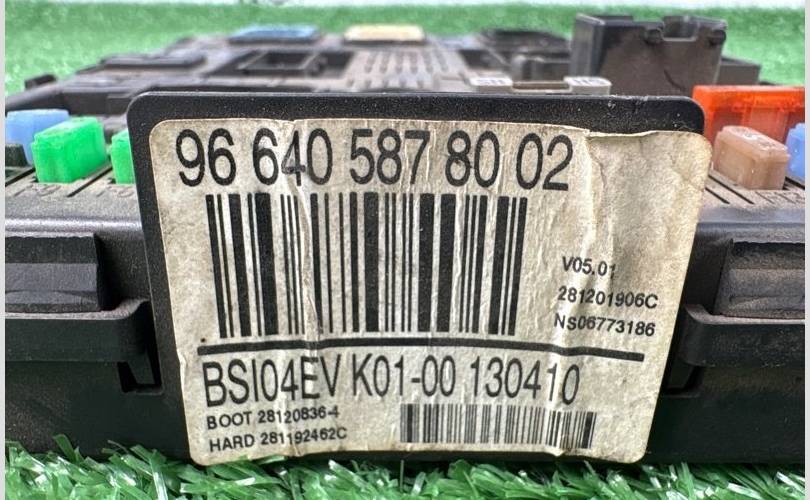 96 640 587 80 02
V05.01
281201906C
NS06773186
BSI04EV K01-00 130410
BOOT 28120836-4
HARD 281192462C